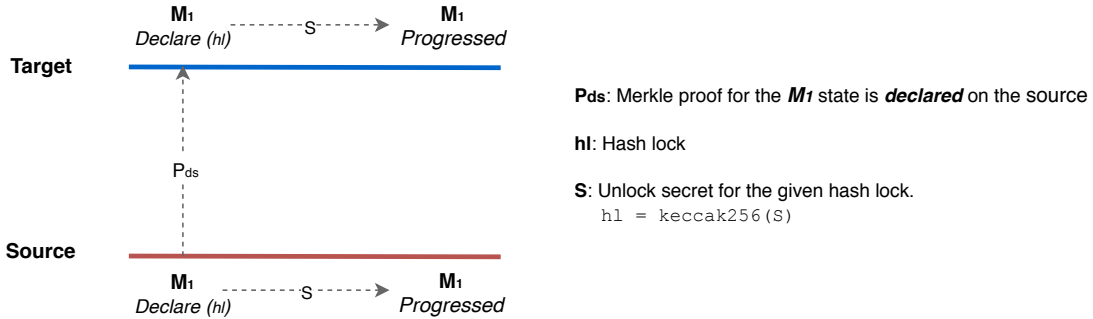 M1 M1
Declare (hl) S Progressed
Target
Pds: Merkle proof for the M1 state is declared on the source
hl: Hash lock
Pds
S: Unlock secret for the given hash lock.
hl = keccak256(S)
Source
M1 M1
Declare (hl) S Progressed